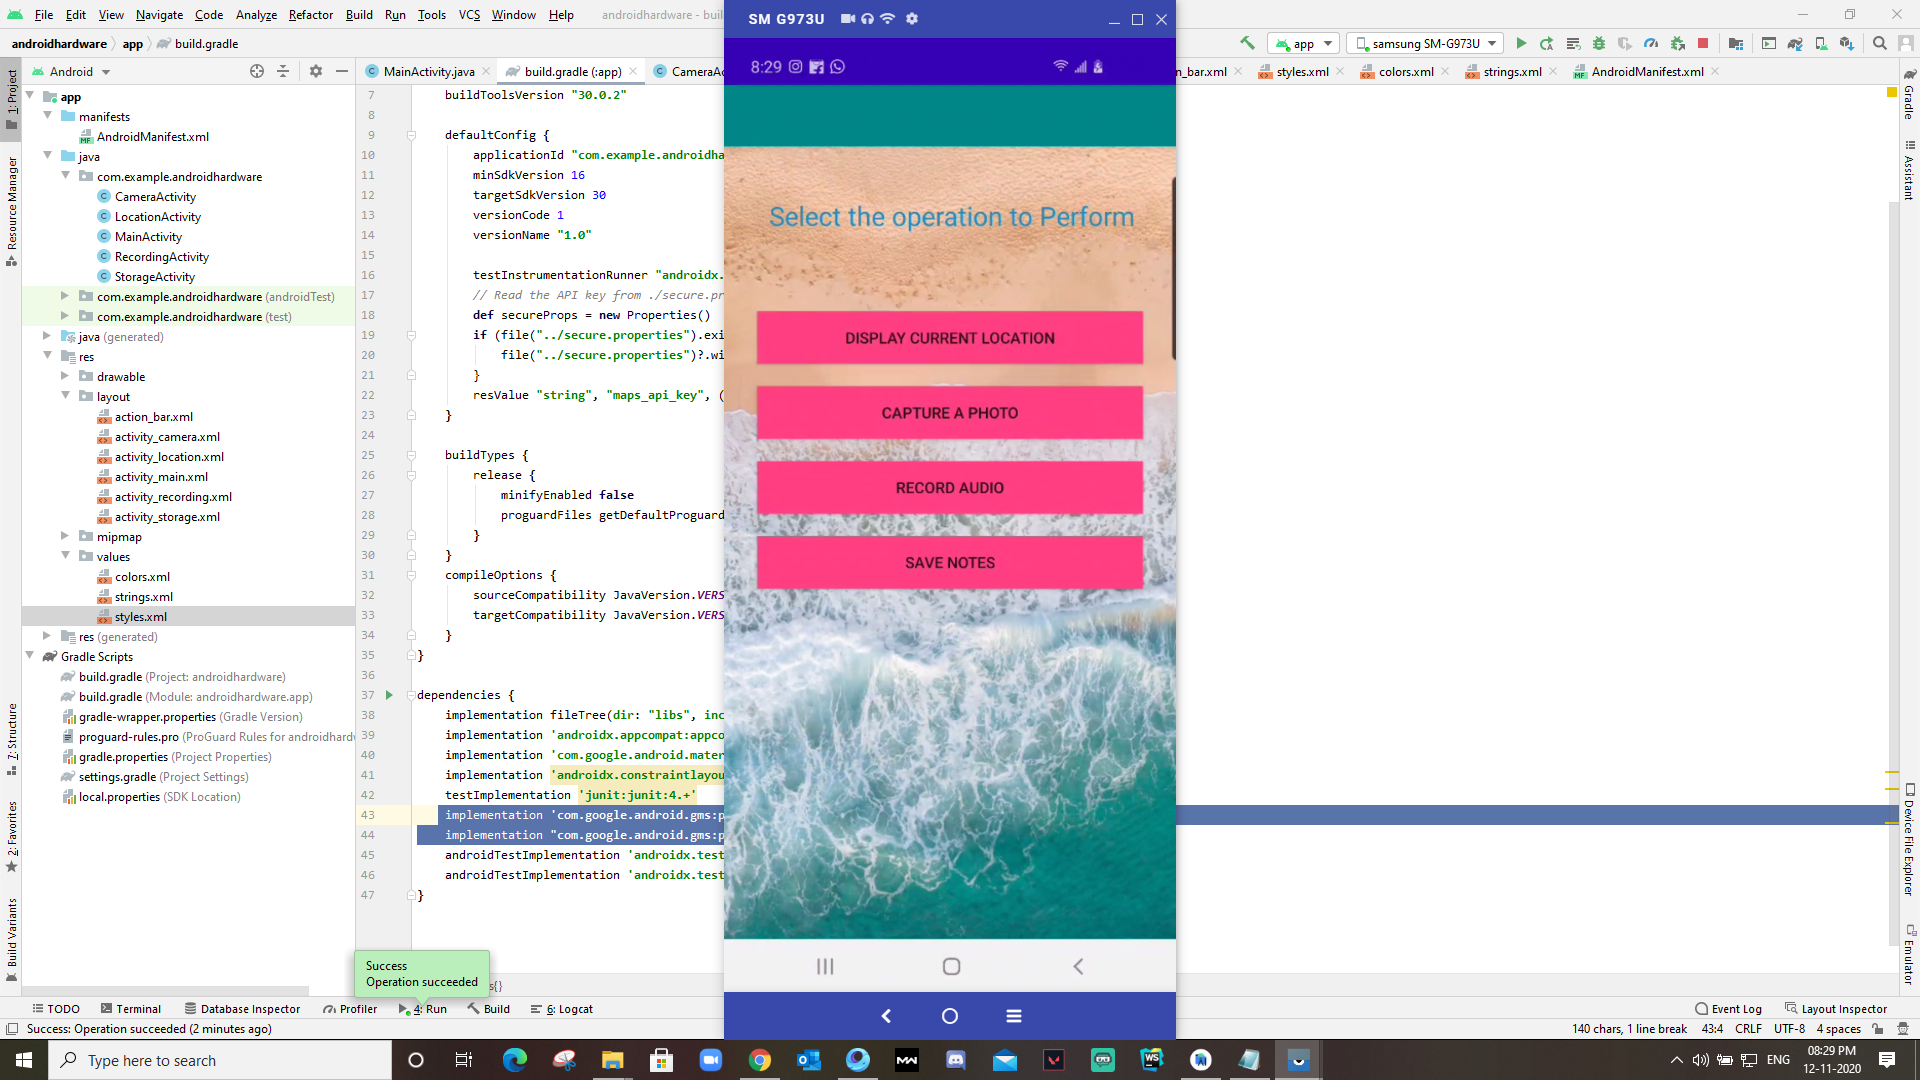 File Edit View Navigate Code Analyze Refactor Build Run Tools VCS Window Help androidhardware - buil
androidhardware app build.gradle
app samsung SM-G973U
Android
MainActivity.java build.gradle (:app) CameraAc n_bar.xml styles.xml colors.xml strings.xml AndroidManifest.xml
1: Project
Resource Manager
7: Structure
2: Favorites
Build Variants
app
manifests
AndroidManifest.xml
java
com.example.androidhardware
CameraActivity
LocationActivity
MainActivity
RecordingActivity
StorageActivity
com.example.androidhardware (androidTest)
com.example.androidhardware (test)
java (generated)
res
drawable
layout
action_bar.xml
activity_camera.xml
activity_location.xml
activity_main.xml
activity_recording.xml
activity_storage.xml
mipmap
values
colors.xml
strings.xml
styles.xml
res (generated)
Gradle Scripts
build.gradle (Project: androidhardware)
build.gradle (Module: androidhardware.app)
gradle-wrapper.properties (Gradle Version)
proguard-rules.pro (ProGuard Rules for androidhardw
gradle.properties (Project Properties)
settings.gradle (Project Settings)
local.properties (SDK Location)
7 buildToolsVersion "30.0.2"
8
9 defaultConfig {
10 applicationId "com.example.androidha
11 minSdkVersion 16
12 targetSdkVersion 30
13 versionCode 1
14 versionName "1.0"
15
16 testInstrumentationRunner "androidx.
17 // Read the API key from ./secure.pr
18 def secureProps = new Properties()
19 if (file("../secure.properties").exi
20 file("../secure.properties")?.wi
21 }
22 resValue "string", "maps_api_key", (
23 }
24
25 buildTypes {
26 release {
27 minifyEnabled false
28 proguardFiles getDefaultProguard
29 }
30 }
31 compileOptions {
32 sourceCompatibility JavaVersion.VERS
33 targetCompatibility JavaVersion.VERS
34 }
35 }
36
37 dependencies {
38 implementation fileTree(dir: "libs", inc
39 implementation 'androidx.appcompat:appco
40 implementation 'com.google.android.mater
41 implementation 'androidx.constraintlayou
42 testImplementation 'junit:junit:4.+'
43 implementation 'com.google.android.gms:p
44 implementation "com.google.android.gms:p
45 androidTestImplementation 'androidx.test
46 androidTestImplementation 'androidx.test
47 }
s{}
Success
Operation succeeded
SM G973U
8:29
Select the operation to Perform
DISPLAY CURRENT LOCATION
CAPTURE A PHOTO
RECORD AUDIO
SAVE NOTES
Gradle
Assistant
Device File Explorer
Emulator
TODO Terminal Database Inspector Profiler 4: Run Build 6: Logcat Event Log Layout Inspector
Success: Operation succeeded (2 minutes ago) 140 chars, 1 line break 43:4 CRLF UTF-8 4 spaces
Type here to search
ENG
08:29 PM
12-11-2020